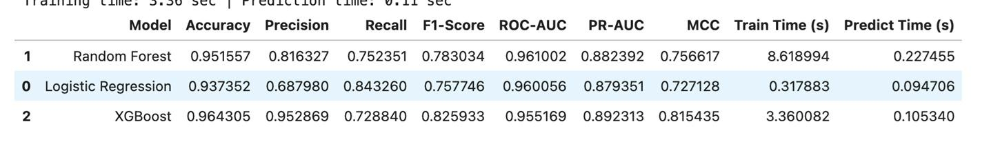 Training time: 3.36 sec | Prediction time: 0.11 sec
Model Accuracy Precision Recall F1-Score ROC-AUC PR-AUC MCC Train Time (s) Predict Time (s)
1 Random Forest 0.951557 0.816327 0.752351 0.783034 0.961002 0.882392 0.756617 8.618994 0.227455
0 Logistic Regression 0.937352 0.687980 0.843260 0.757746 0.960056 0.879351 0.727128 0.317883 0.094706
2 XGBoost 0.964305 0.952869 0.728840 0.825933 0.955169 0.892313 0.815435 3.360082 0.105340